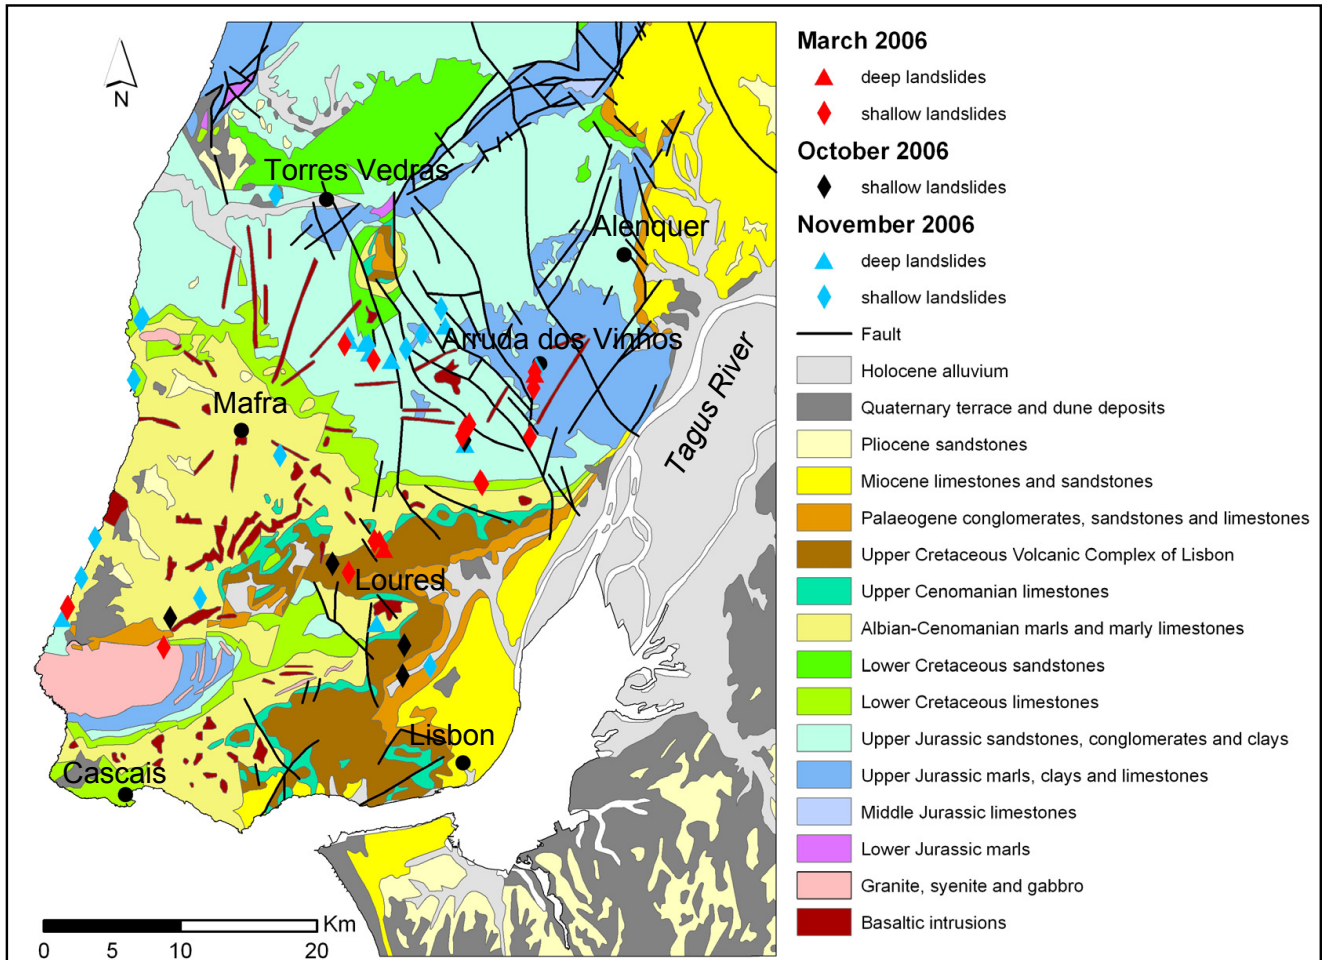 N
Torres Vedras
Alenquer
Arruda dos Vinhos
Mafra
Tagus River
Loures
Lisbon
Cascais
Km
0 5 10 20
March 2006
deep landslides
shallow landslides
October 2006
shallow landslides
November 2006
deep landslides
shallow landslides
Fault
Holocene alluvium
Quaternary terrace and dune deposits
Pliocene sandstones
Miocene limestones and sandstones
Palaeogene conglomerates, sandstones and limestones
Upper Cretaceous Volcanic Complex of Lisbon
Upper Cenomanian limestones
Albian-Cenomanian marls and marly limestones
Lower Cretaceous sandstones
Lower Cretaceous limestones
Upper Jurassic sandstones, conglomerates and clays
Upper Jurassic marls, clays and limestones
Middle Jurassic limestones
Lower Jurassic marls
Granite, syenite and gabbro
Basaltic intrusions